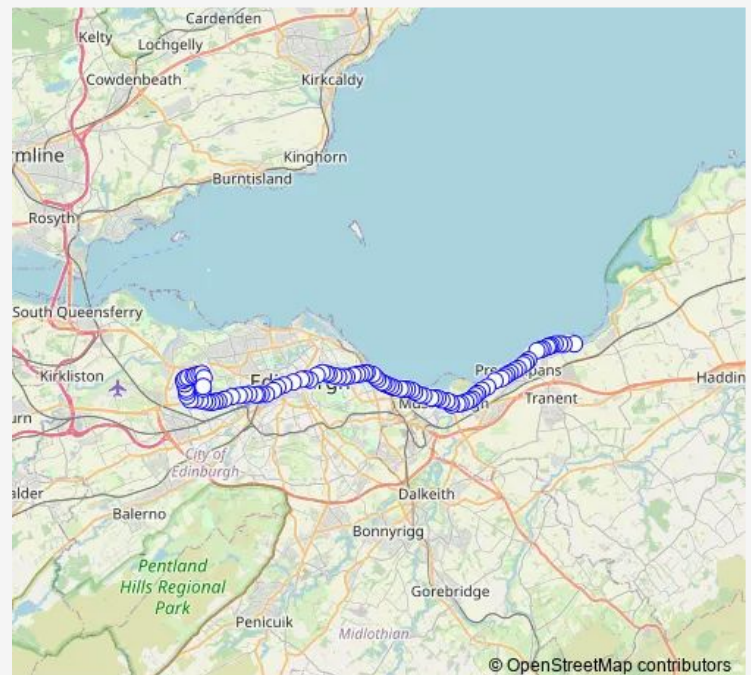 Cardenden
Kelty
Lochgelly
Cowdenbeath
Kirkcaldy
rmline
Kinghorn
Burntisland
Rosyth
South Queensferry
Kirkliston
Haddin
Tranent
urn
City of
Edinburgh
alder
Dalkeith
Balerno
Bonnyrigg
Pentland
Hills Regional
Park
Gorebridge
Penicuik
Midlothian
© OpenStreetMap contributors